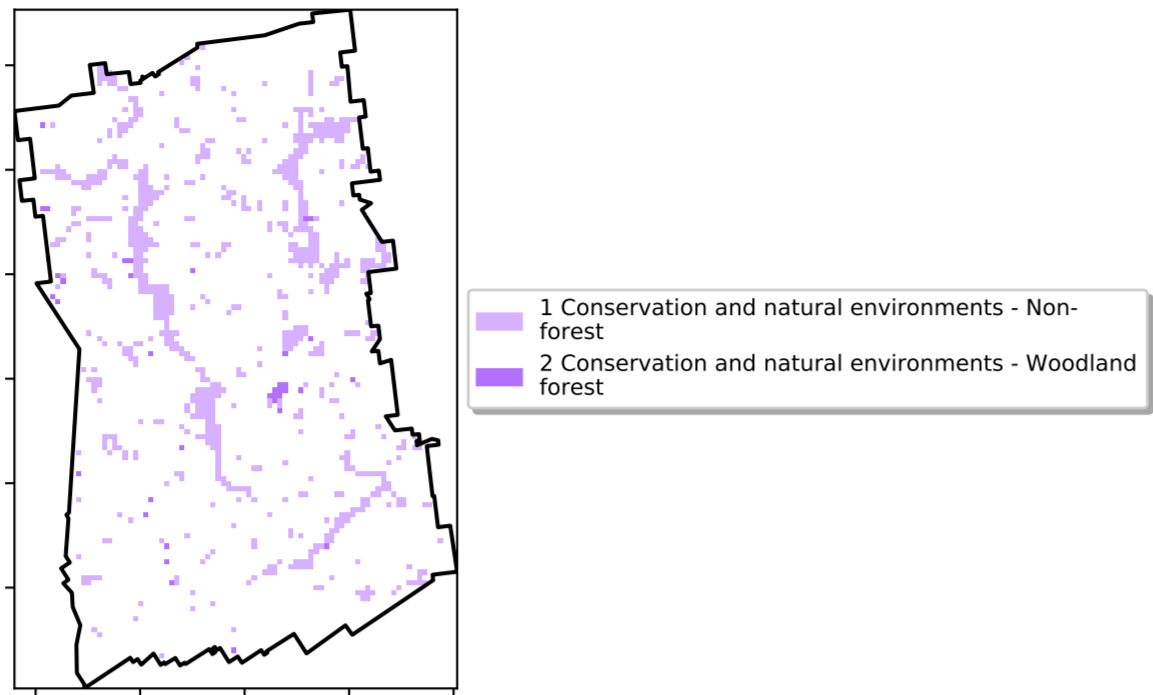 1 Conservation and natural environments - Non-
forest
2 Conservation and natural environments - Woodland
forest